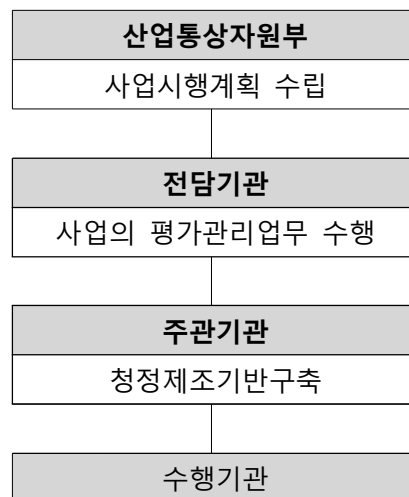 산업통상자원부
사업시행계획 수립
전담기관
사업의 평가관리업무 수행
주관기관
청정제조기반구축
수행기관